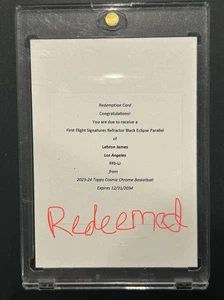 Redemption Card
Congratulations!
You are due to receive a
First Flight Signatures Refractor Black Eclipse Parallel
of
Lebron James
Los Angeles
FFS-LJ
from
2023-24 Topps Cosmic Chrome Basketball
Expires 12/31/2034
Redeemed